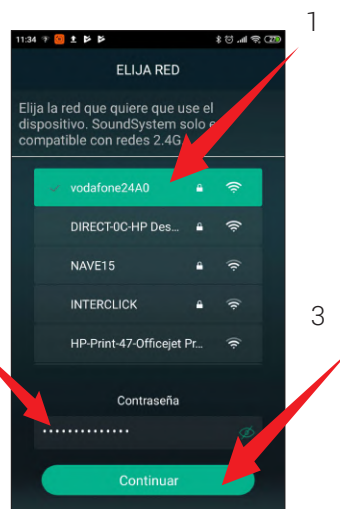 1
11:34
27
ELIJA RED
Elija la red que quiere que use el
dispositivo. SoundSystem solo
compatible con redes 2.4G
vodafone24A0
DIRECT-0C-HP Des...
NAVE15
INTERCLICK
HP-Print-47-Officejet Pr...
3
Contraseña
••••••••••••••
Continuar